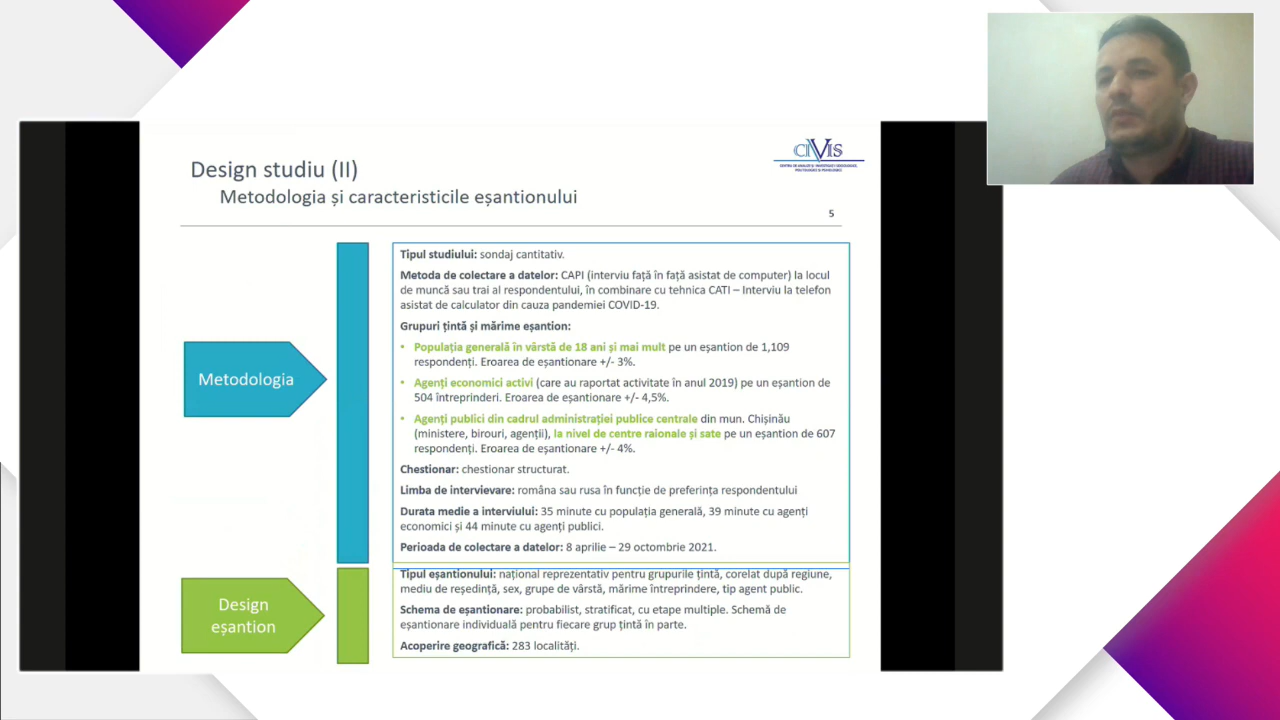 CIVIS
CENTRUL DE ANALIZĂ ȘI INVESTIGAȚII SOCIOLOGICE,
POLITOLOGICE ȘI PSIHOLOGICE
Design studiu (II)
Metodologia și caracteristicile eșantionului
5
Metodologia
Tipul studiului: sondaj cantitativ.
Metoda de colectare a datelor: CAPI (interviu față în față asistat de computer) la locul
de muncă sau trai al respondentului, în combinare cu tehnica CATI – Interviu la telefon
asistat de calculator din cauza pandemiei COVID-19.
Grupuri țintă și mărime eșantion:
• Populația generală în vârstă de 18 ani și mai mult pe un eșantion de 1,109
respondenți. Eroarea de eșantionare +/- 3%.
• Agenți economici activi (care au raportat activitate în anul 2019) pe un eșantion de
504 întreprinderi. Eroarea de eșantionare +/- 4,5%.
• Agenți publici din cadrul administrației publice centrale din mun. Chișinău
(ministere, birouri, agenții), la nivel de centre raionale și sate pe un eșantion de 607
respondenți. Eroarea de eșantionare +/- 4%.
Chestionar: chestionar structurat.
Limba de intervievare: româna sau rusa în funcție de preferința respondentului
Durata medie a interviului: 35 minute cu populația generală, 39 minute cu agenți
economici și 44 minute cu agenți publici.
Perioada de colectare a datelor: 8 aprilie – 29 octombrie 2021.
Design
eșantion
Tipul eșantionului: național reprezentativ pentru grupurile țintă, corelat după regiune,
mediu de reședință, sex, grupe de vârstă, mărime întreprindere, tip agent public.
Schema de eșantionare: probabilist, stratificat, cu etape multiple. Schemă de
eșantionare individuală pentru fiecare grup țintă în parte.
Acoperire geografică: 283 localități.